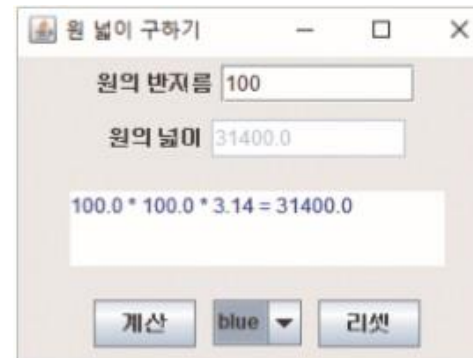 원 넓이 구하기
원의 반지름 100
원의 넓이 31400.0
100.0 * 100.0 * 3.14 = 31400.0
계산 blue 리셋